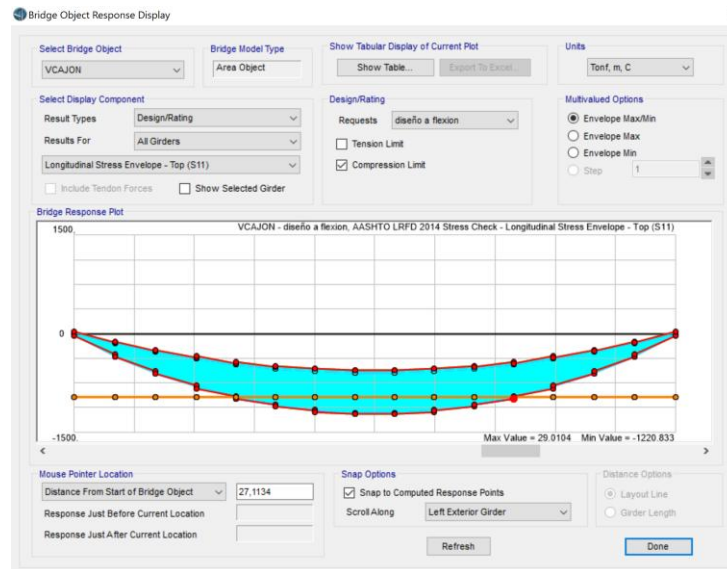 Bridge Object Response Display
Select Bridge Object
VCAJON
Bridge Model Type
Area Object
Show Tabular Display of Current Plot
Show Table...
Export To Excel...
Units
Tonf, m, C
Select Display Component
Result Types
Design/Rating
Results For
All Girders
Longitudinal Stress Envelope - Top (S11)
Include Tendon Forces
Show Selected Girder
Design/Rating
Requests
diseño a flexion
Tension Limit
Compression Limit
Multivalued Options
Envelope Max/Min
Envelope Max
Envelope Min
Step
1
Bridge Response Plot
1500,
VCAJON - diseño a flexion, AASHTO LRFD 2014 Stress Check - Longitudinal Stress Envelope - Top (S11)
0
-1500,
Max Value = 29.0104 Min Value = -1220.833
Mouse Pointer Location
Distance From Start of Bridge Object
27,1134
Response Just Before Current Location
Response Just After Current Location
Snap Options
Snap to Computed Response Points
Scroll Along
Left Exterior Girder
Distance Options
Layout Line
Girder Length
Refresh
Done